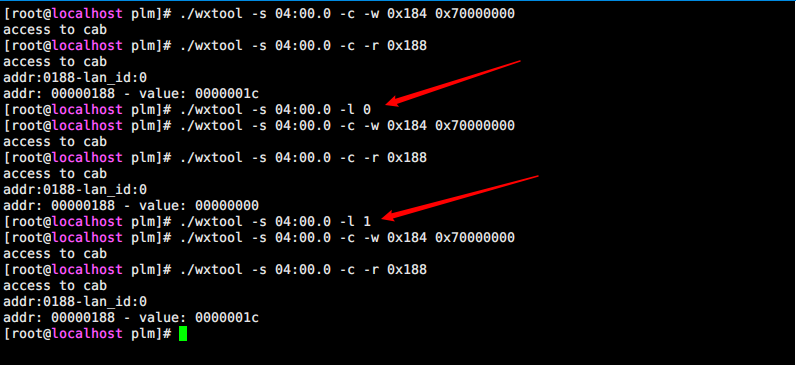 [root@localhost plm]# ./wxtool -s 04:00.0 -c -w 0x184 0x70000000
access to cab
[root@localhost plm]# ./wxtool -s 04:00.0 -c -r 0x188
access to cab
addr:0188-lan_id:0
addr: 00000188 - value: 0000001c
[root@localhost plm]# ./wxtool -s 04:00.0 -l 0
[root@localhost plm]# ./wxtool -s 04:00.0 -c -w 0x184 0x70000000
access to cab
[root@localhost plm]# ./wxtool -s 04:00.0 -c -r 0x188
access to cab
addr:0188-lan_id:0
addr: 00000188 - value: 00000000
[root@localhost plm]# ./wxtool -s 04:00.0 -l 1
[root@localhost plm]# ./wxtool -s 04:00.0 -c -w 0x184 0x70000000
access to cab
[root@localhost plm]# ./wxtool -s 04:00.0 -c -r 0x188
access to cab
addr:0188-lan_id:0
addr: 00000188 - value: 0000001c
[root@localhost plm]#